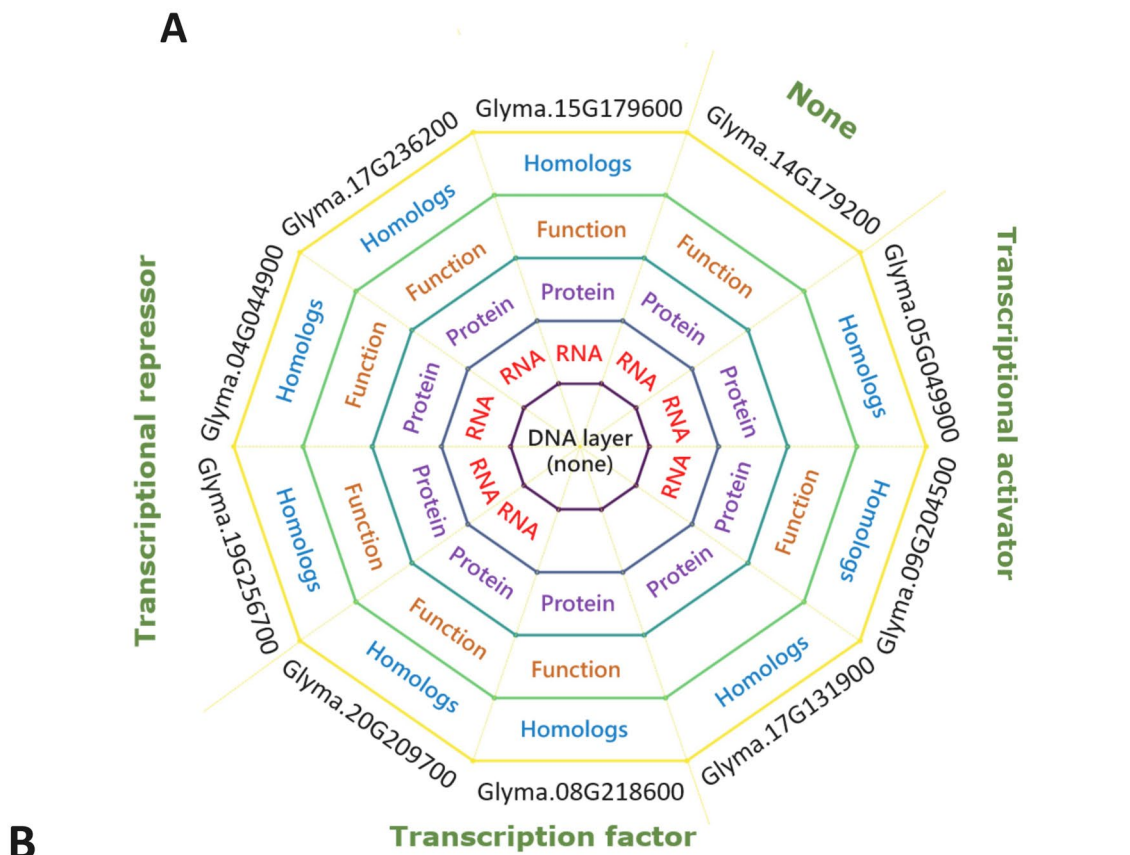 A
None
Glyma.15G179600
Glyma.14G179200
Glyma.17G236200
Glyma.05G049900
Glyma.04G044900
Glyma.09G204500
Glyma.19G256700
Glyma.17G131900
Glyma.20G209700
Glyma.08G218600
Transcriptional repressor
Transcriptional activator
Homologs
Homologs
Homologs
Homologs
Homologs
Homologs
Homologs
Homologs
Homologs
Function
Function
Function
Function
Function
Function
Function
Function
Protein
Protein
Protein
Protein
Protein
Protein
Protein
Protein
Protein
Protein
RNA
RNA
RNA
RNA
RNA
RNA
RNA
RNA
DNA layer
(none)
Transcription factor
B